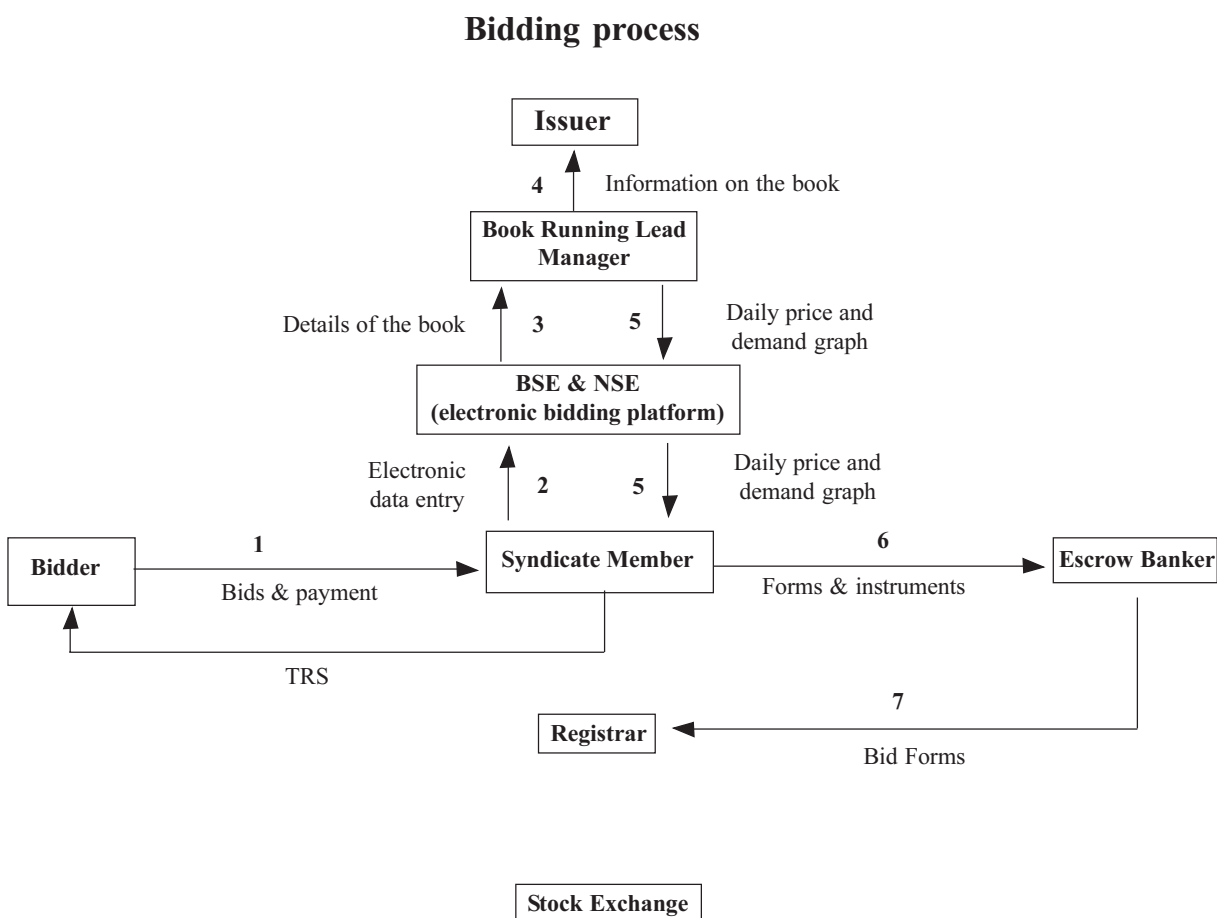 Bidding process
Issuer
4
Information on the book
Book Running Lead
Manager
Details of the book
3
5
Daily price and
demand graph
BSE & NSE
(electronic bidding platform)
Electronic
data entry
2
5
Daily price and
demand graph
Bidder
1
Bids & payment
Syndicate Member
6
Forms & instruments
Escrow Banker
TRS
7
Registrar
Bid Forms
Stock Exchange